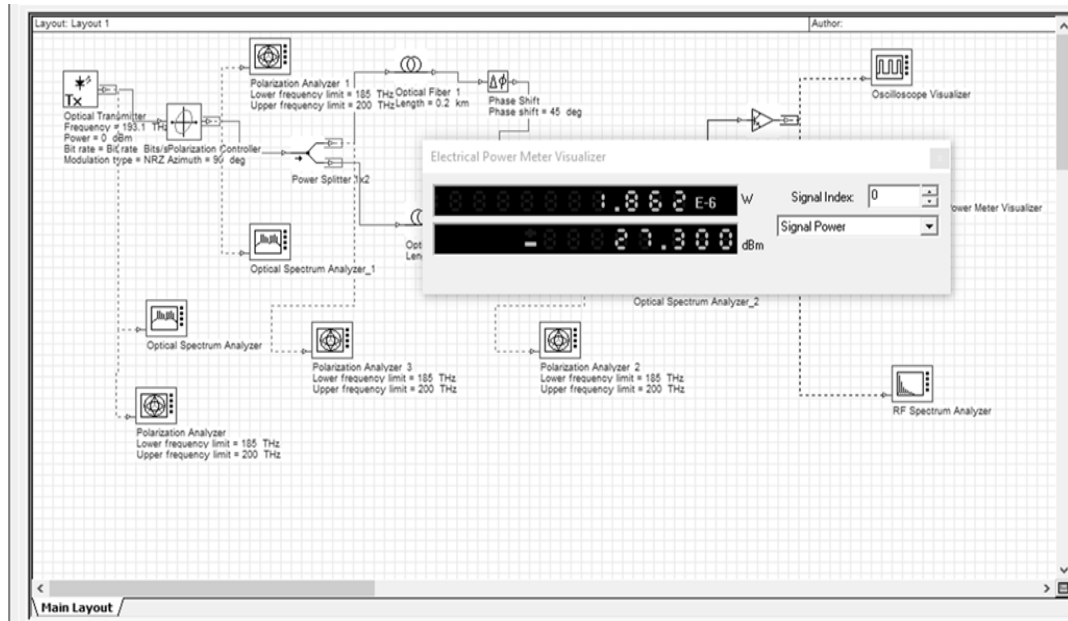 Layout: Layout 1
Author:
Polarization Analyzer 1
Lower frequency limit = 185 THz
Upper frequency limit = 200 THz
Optical Fiber 1
Length = 0.2 km
Phase Shift
Phase shift = 45 deg
Oscilloscope Visualizer
Tx
Optical Transmitter
Frequency = 193.1 THz
Power = 0 dBm
Bit rate = Bit rate Bits/s
Modulation type = NRZ
Polarization Controller
Azimuth = 90 deg
Power Splitter 1x2
Electrical Power Meter Visualizer
1.862 E-6 W
Signal Index: 0
- 27.300 dBm
Signal Power
ower Meter Visualizer
Opt
Len
Optical Spectrum Analyzer_1
Optical Spectrum Analyzer_2
Optical Spectrum Analyzer
Polarization Analyzer 3
Lower frequency limit = 185 THz
Upper frequency limit = 200 THz
Polarization Analyzer 2
Lower frequency limit = 185 THz
Upper frequency limit = 200 THz
RF Spectrum Analyzer
Polarization Analyzer
Lower frequency limit = 185 THz
Upper frequency limit = 200 THz
Main Layout